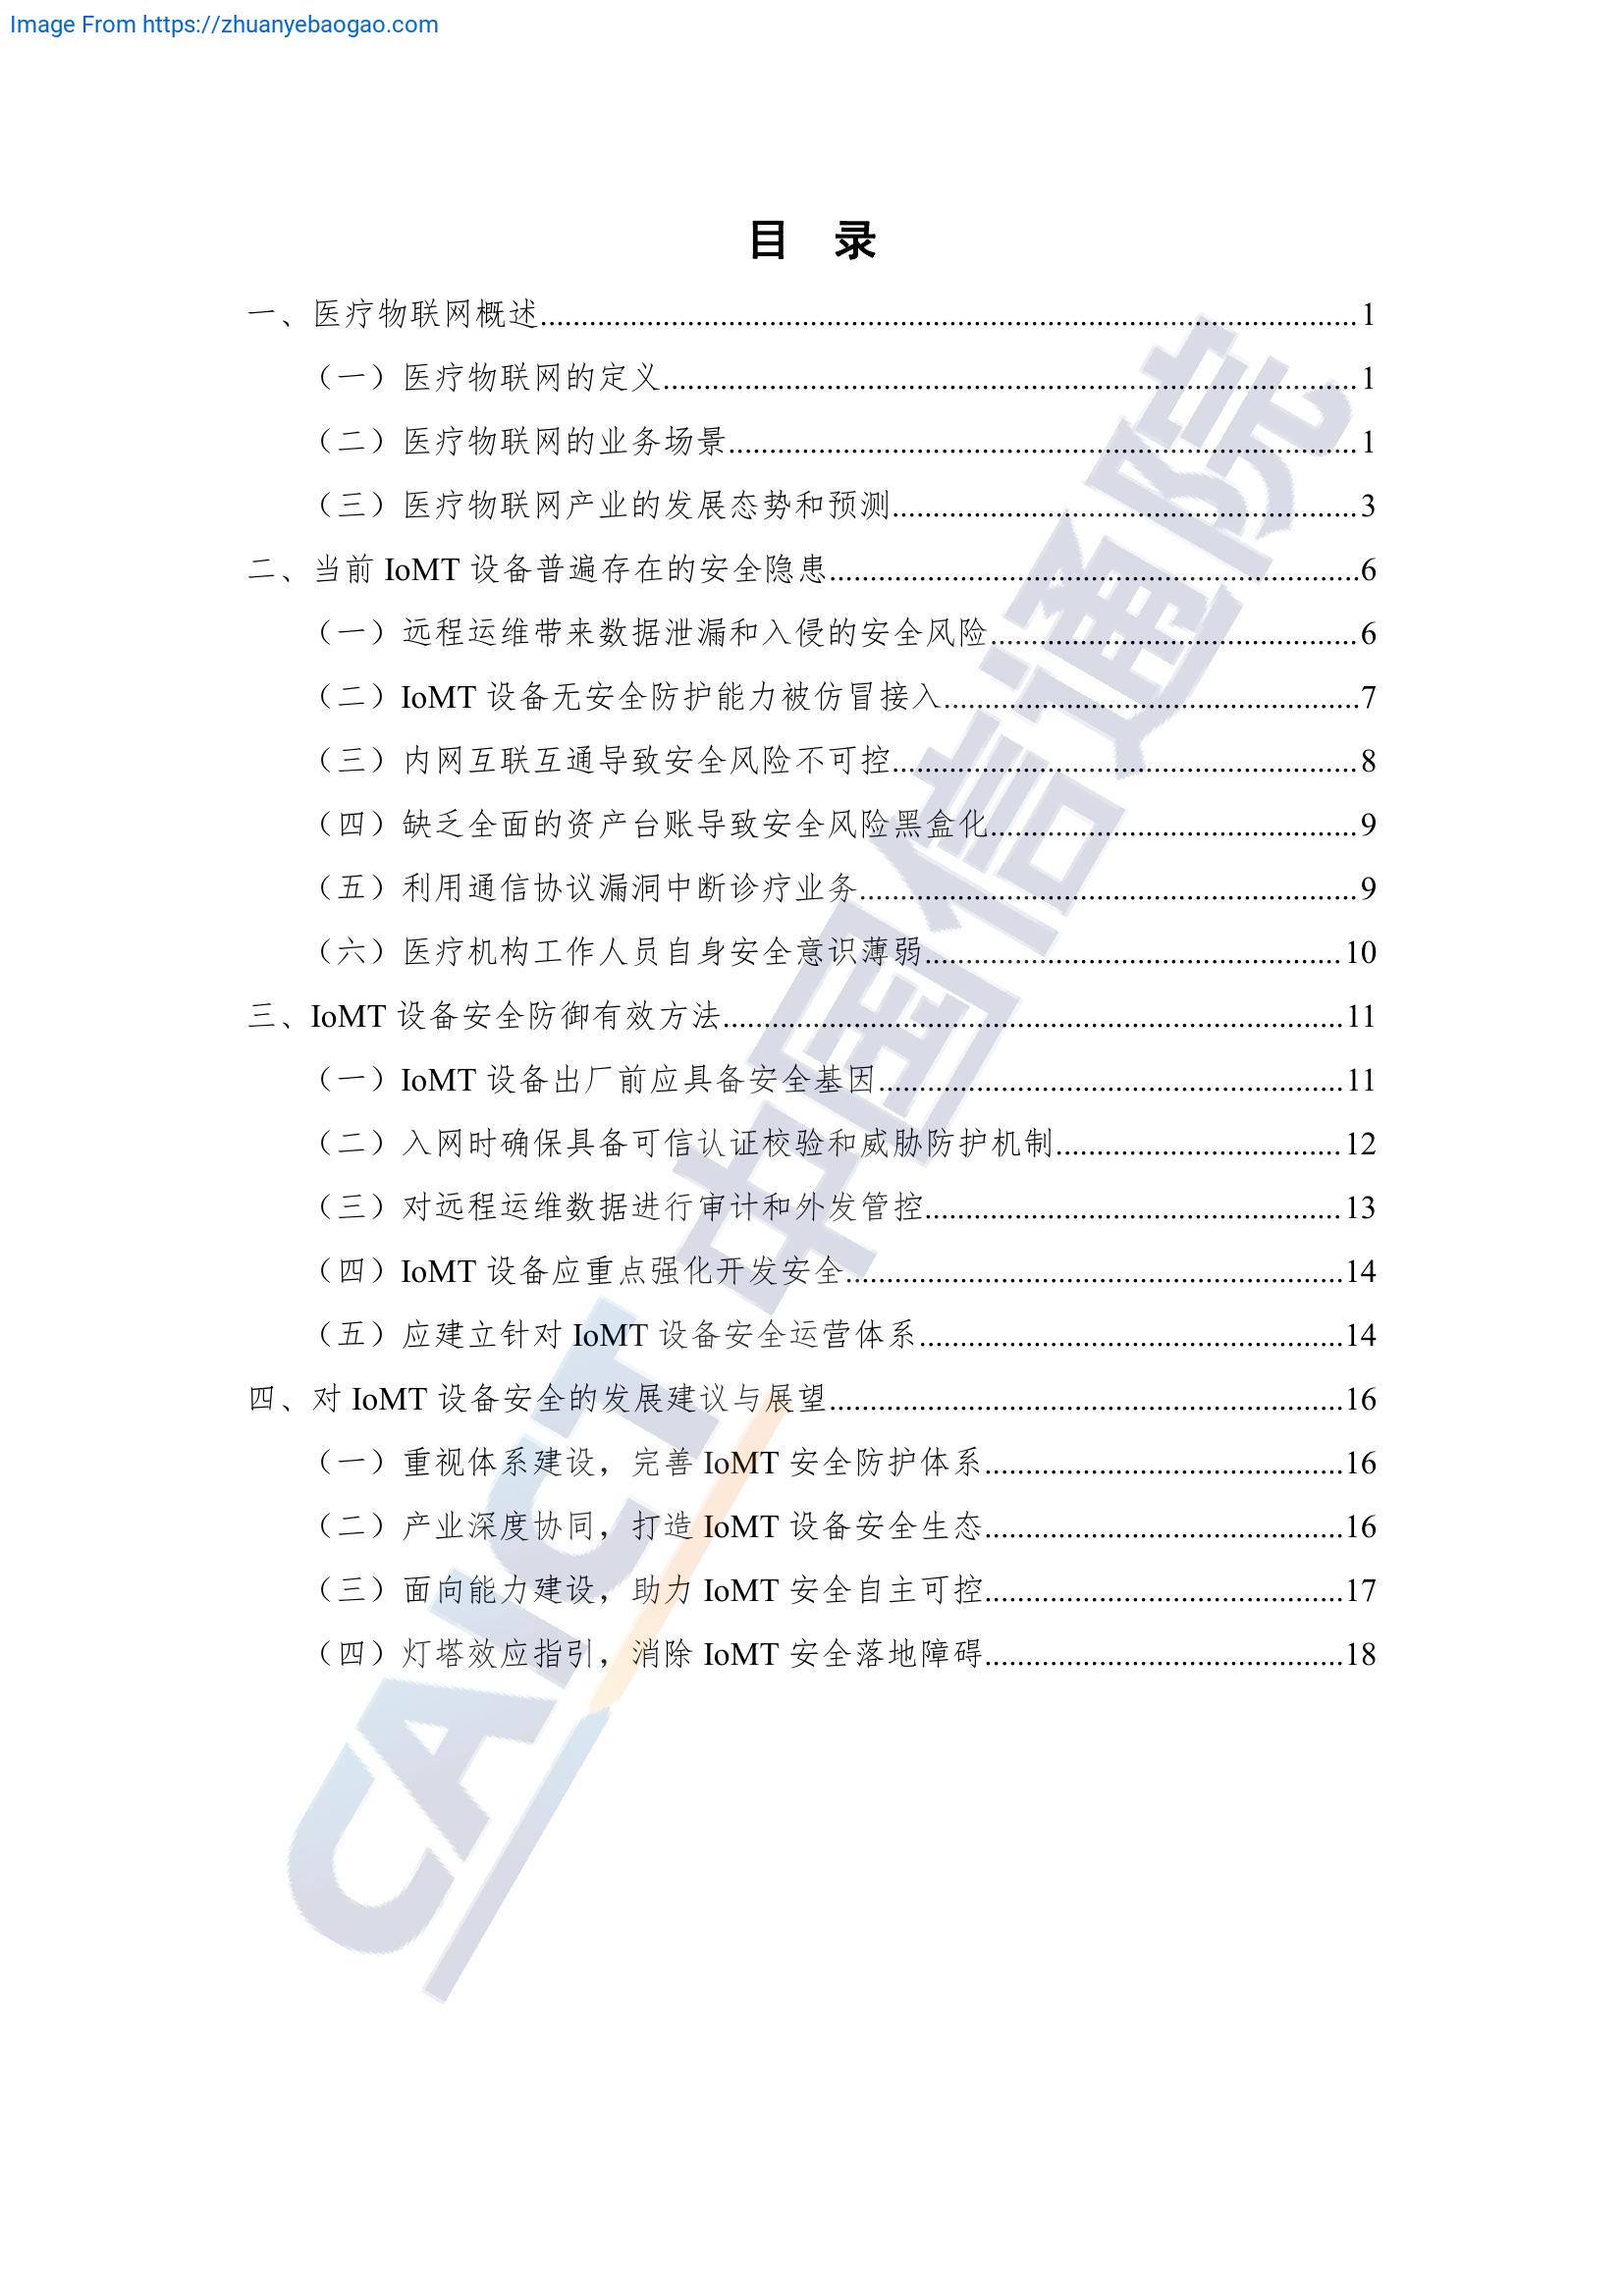 Image From https://zhuanyebaogao.com
目 录
一、医疗物联网概述........................1
（一）医疗物联网的定义........................1
（二）医疗物联网的业务场景........................1
（三）医疗物联网产业的发展态势和预测........................3
二、当前 IoMT 设备普遍存在的安全隐患........................6
（一）远程运维带来数据泄漏和入侵的安全风险........................6
（二）IoMT 设备无安全防护能力被仿冒接入........................7
（三）内网互联互通导致安全风险不可控........................8
（四）缺乏全面的资产台账导致安全风险黑盒化........................9
（五）利用通信协议漏洞中断诊疗业务........................9
（六）医疗机构工作人员自身安全意识薄弱........................10
三、IoMT 设备安全防御有效方法........................11
（一）IoMT 设备出厂前应具备安全基因........................11
（二）入网时确保具备可信认证校验和威胁防护机制........................12
（三）对远程运维数据进行审计和外发管控........................13
（四）IoMT 设备应重点强化开发安全........................14
（五）应建立针对 IoMT 设备安全运营体系........................14
四、对 IoMT 设备安全的发展建议与展望........................16
（一）重视体系建设，完善 IoMT 安全防护体系........................16
（二）产业深度协同，打造 IoMT 设备安全生态........................16
（三）面向能力建设，助力 IoMT 安全自主可控........................17
（四）灯塔效应指引，消除 IoMT 安全落地障碍........................18
CAICT 中国信通院